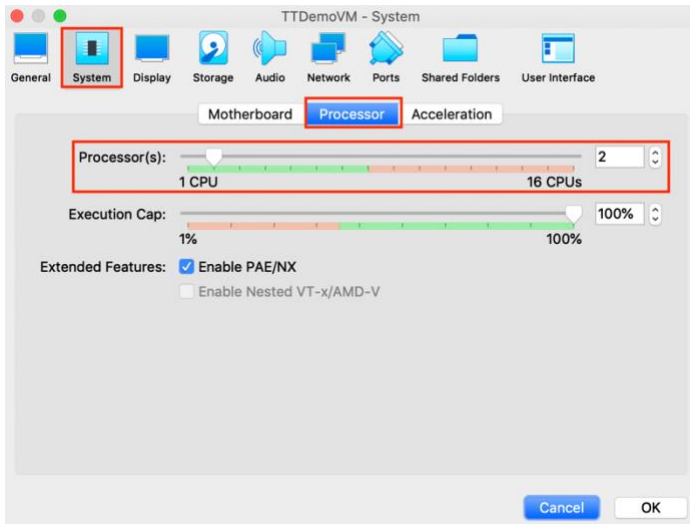 TTDemoVM - System
General System Display Storage Audio Network Ports Shared Folders User Interface
Motherboard Processor Acceleration
Processor(s): 2
1 CPU 16 CPUs
Execution Cap: 100%
1% 100%
Extended Features: Enable PAE/NX
Enable Nested VT-x/AMD-V
Cancel OK